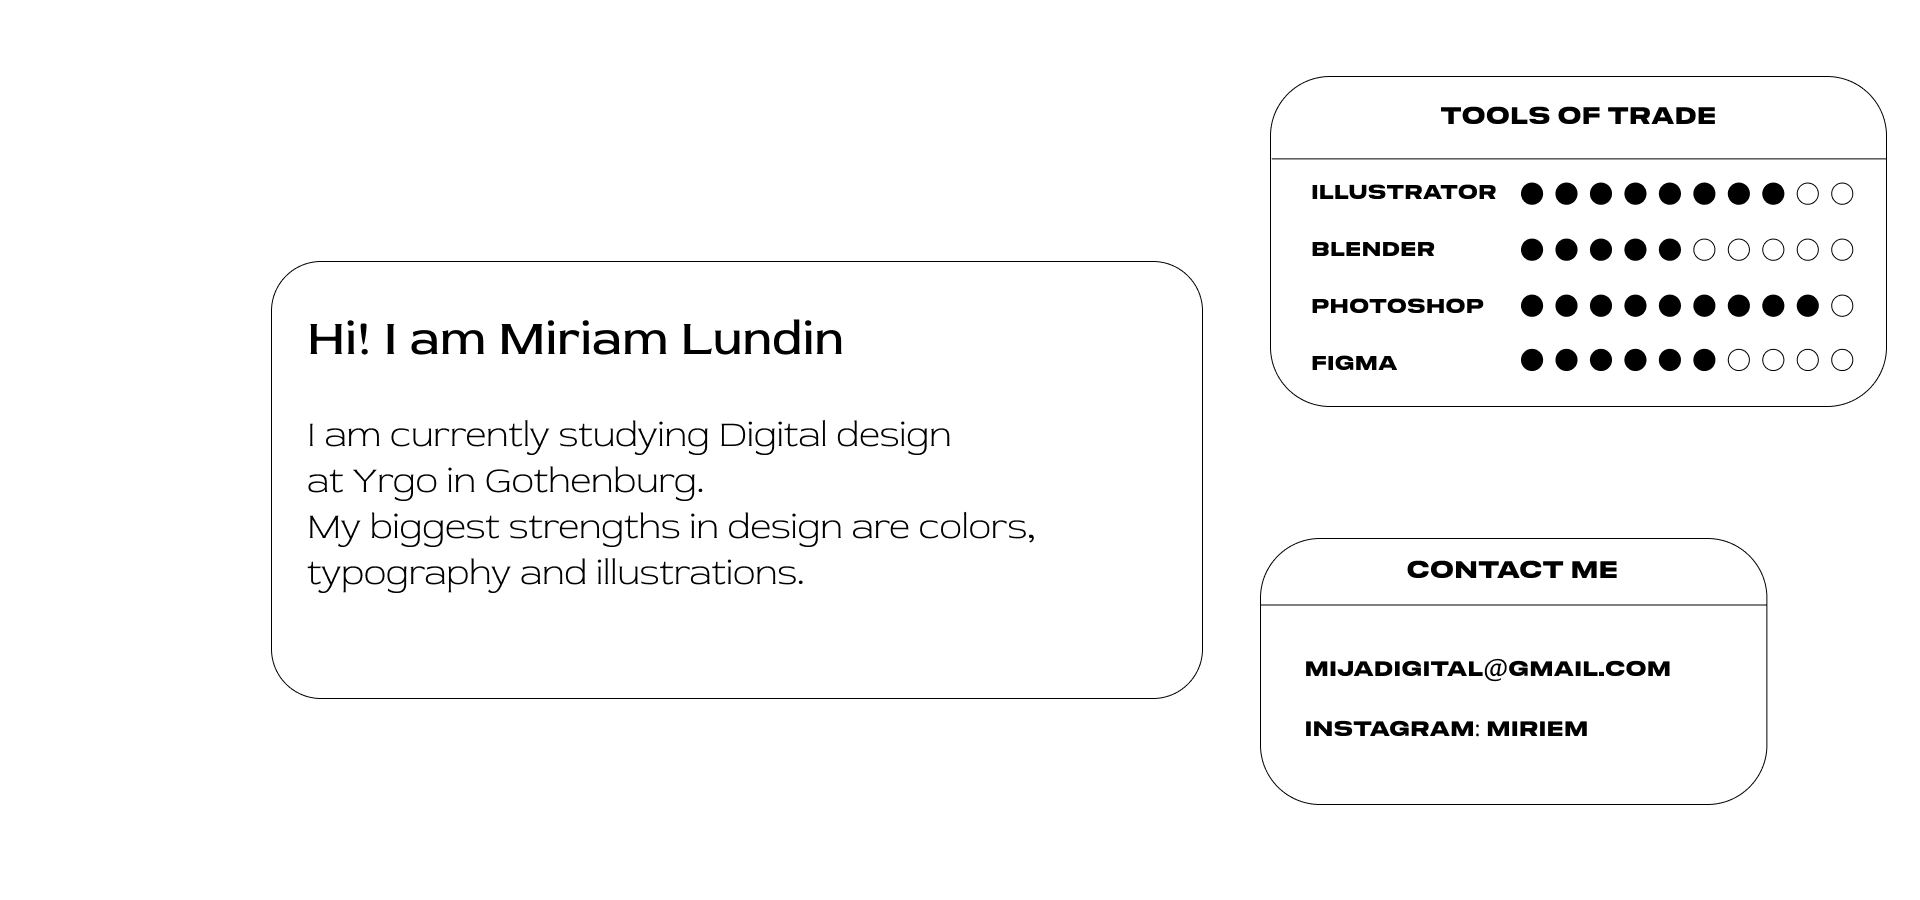 Hi! I am Miriam Lundin
I am currently studying Digital design
at Yrgo in Gothenburg.
My biggest strengths in design are colors,
typography and illustrations.
TOOLS OF TRADE
ILLUSTRATOR
BLENDER
PHOTOSHOP
FIGMA
CONTACT ME
MIJADIGITAL@GMAIL.COM
INSTAGRAM: MIRIEM